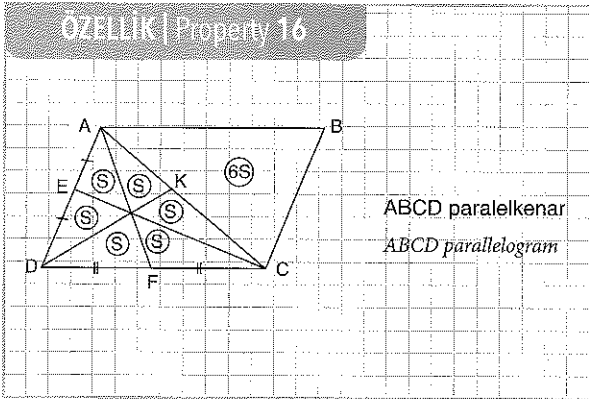 ÖZELLİK | Property 16
A B
E S S K 6S
S S
S S
D F C
ABCD paralelkenar
ABCD parallelogram